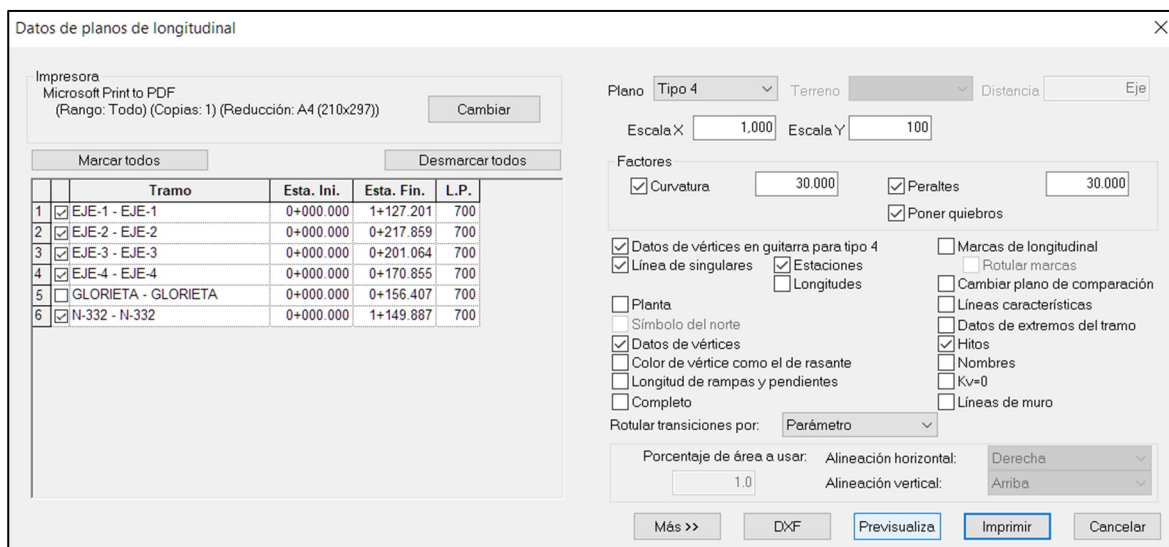 Datos de planos de longitudinal
Impresora
Microsoft Print to PDF
(Rango: Todo) (Copias: 1) (Reducción: A4 (210x297))
Cambiar
Marcar todos
Desmarcar todos
Tramo Esta. Ini. Esta. Fin. L.P.
1 EJE-1 - EJE-1 0+000.000 1+127.201 700
2 EJE-2 - EJE-2 0+000.000 0+217.859 700
3 EJE-3 - EJE-3 0+000.000 0+201.064 700
4 EJE-4 - EJE-4 0+000.000 0+170.855 700
5 GLORIETA - GLORIETA 0+000.000 0+156.407 700
6 N-332 - N-332 0+000.000 1+149.887 700
Plano Tipo 4 Terreno Distancia Eje
Escala X 1,000 Escala Y 100
Factores
Curvatura 30.000 Peraltes 30.000
Poner quiebros
Datos de vértices en guitarra para tipo 4
Línea de singulares Estaciones
Longitudes
Planta
Símbolo del norte
Datos de vértices
Color de vértice como el de rasante
Longitud de rampas y pendientes
Completo
Marcas de longitudinal
Rotular marcas
Cambiar plano de comparación
Líneas características
Datos de extremos del tramo
Hitos
Nombres
Kv=0
Líneas de muro
Rotular transiciones por: Parámetro
Porcentaje de área a usar: 1.0
Alineación horizontal: Derecha
Alineación vertical: Arriba
Más >> DXF Previsualiza Imprimir Cancelar